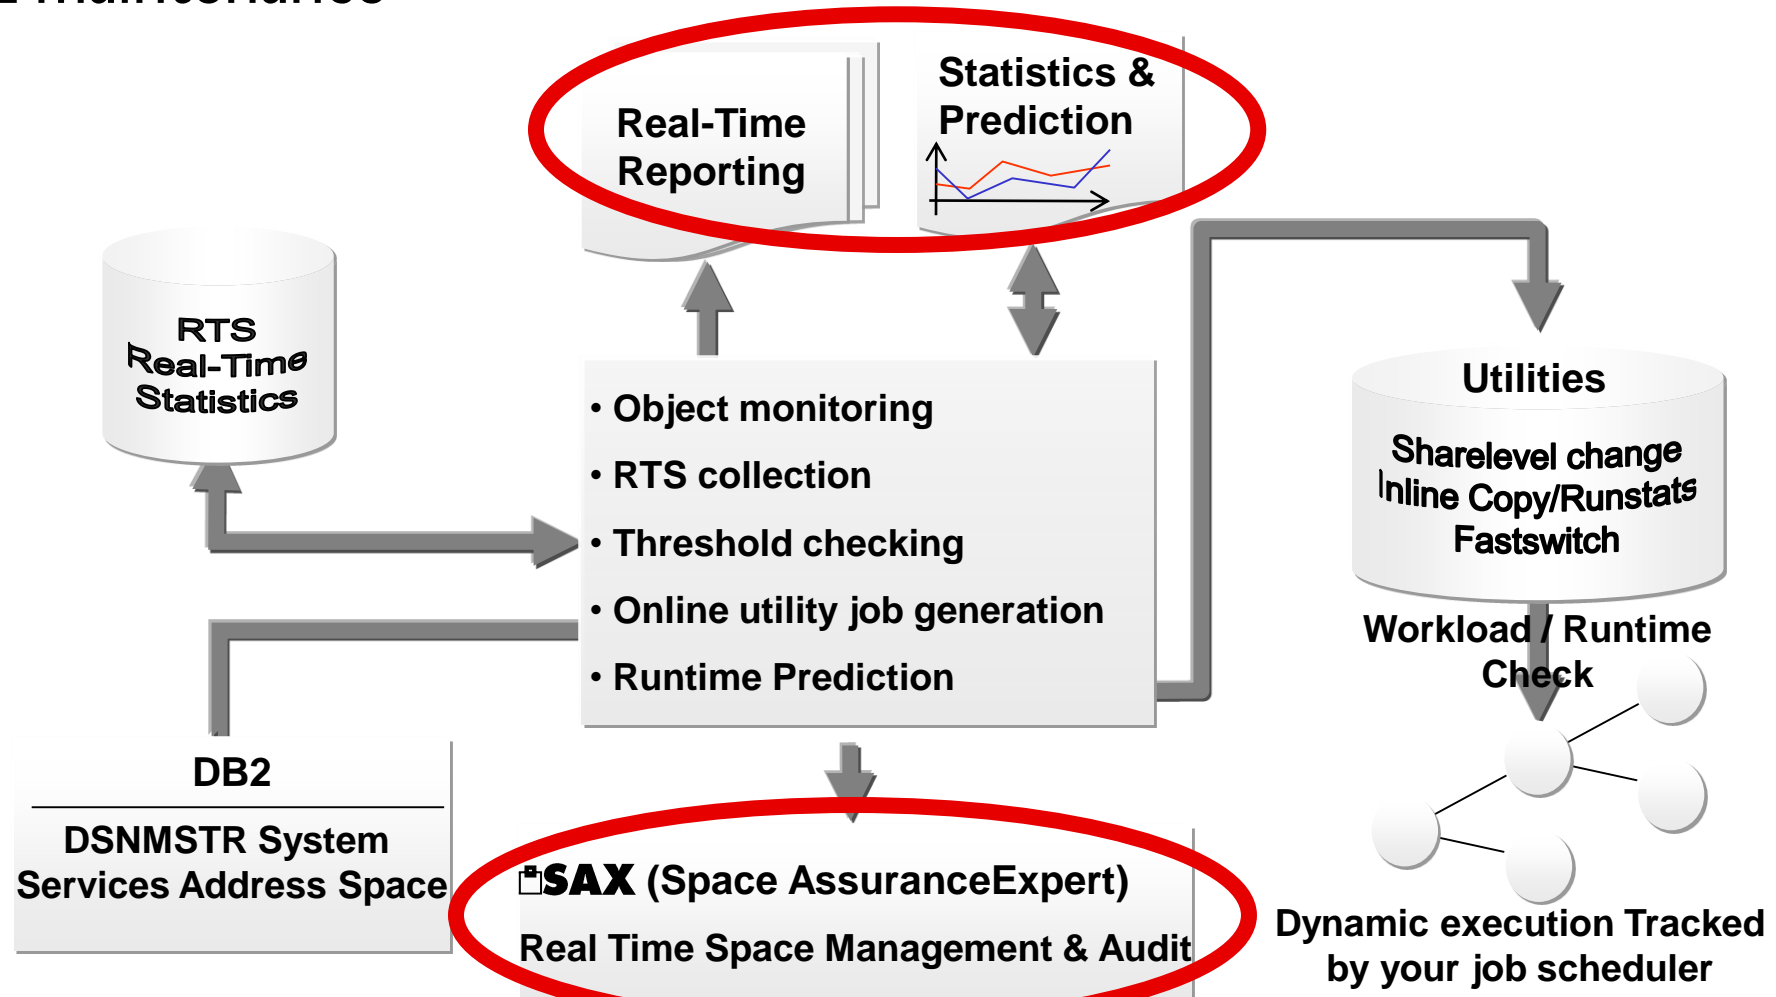 Real-Time
Reporting
Statistics &
Prediction
RTS
Real-Time
Statistics
• Object monitoring
• RTS collection
• Threshold checking
• Online utility job generation
• Runtime Prediction
Utilities
Sharelevel change
Inline Copy/Runstats
Fastswitch
Workload / Runtime
Check
DB2
DSNMSTR System
Services Address Space
SAX (Space AssuranceExpert)
Real Time Space Management & Audit
Dynamic execution Tracked
by your job scheduler